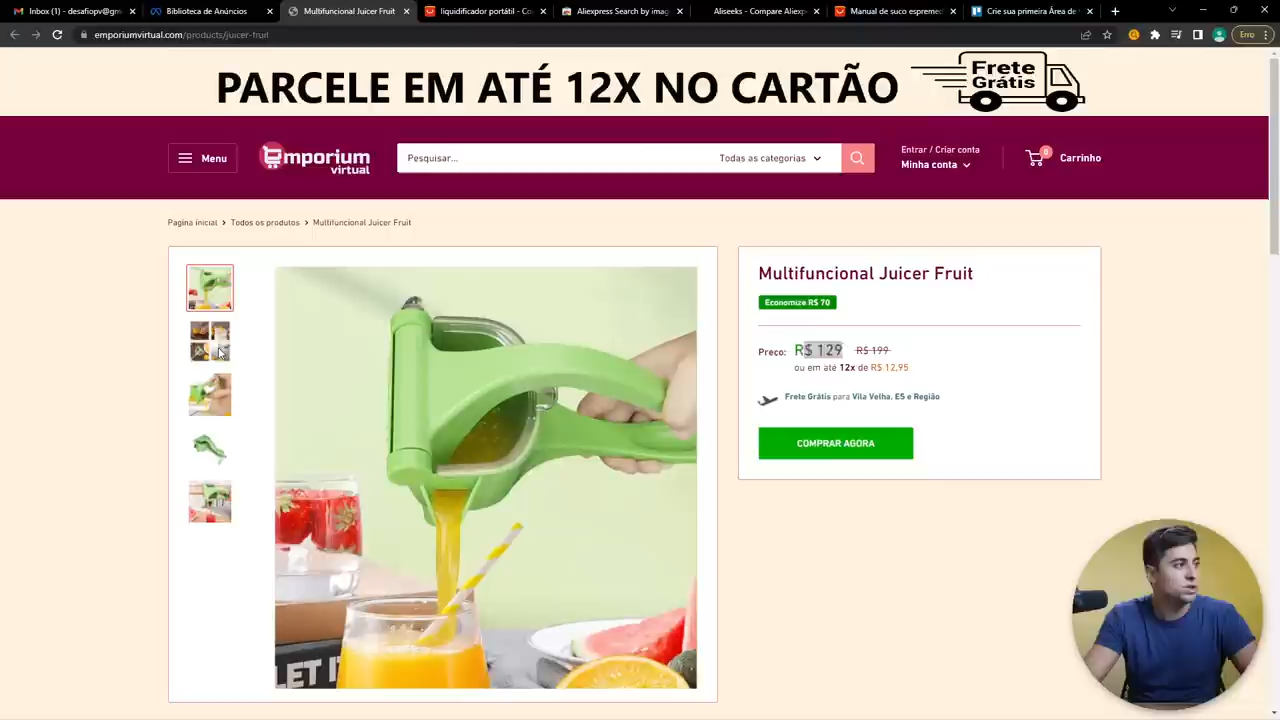 Inbox (1) - desafiopv@gm
Biblioteca de Anúncios
Multifuncional Juicer Fruit
liquidificador portátil - Co
Aliexpress Search by imag
Aliseeks - Compare Aliexp
Manual de suco espremed
Crie sua primeira Área de
emporiumvirtual.com/products/juicer-fruit
Erro
PARCELE EM ATÉ 12X NO CARTÃO
Frete
Grátis
Menu
Emporium
virtual
Pesquisar...
Todas as categorias
Entrar / Criar conta
Minha conta
0
Carrinho
Pagina inicial
Todos os produtos
Multifuncional Juicer Fruit
Multifuncional Juicer Fruit
Economize R$ 70
Preço: R$ 129 R$ 199
ou em até 12x de R$ 12,95
Frete Grátis para Vila Velha, ES e Região
COMPRAR AGORA
LET IT